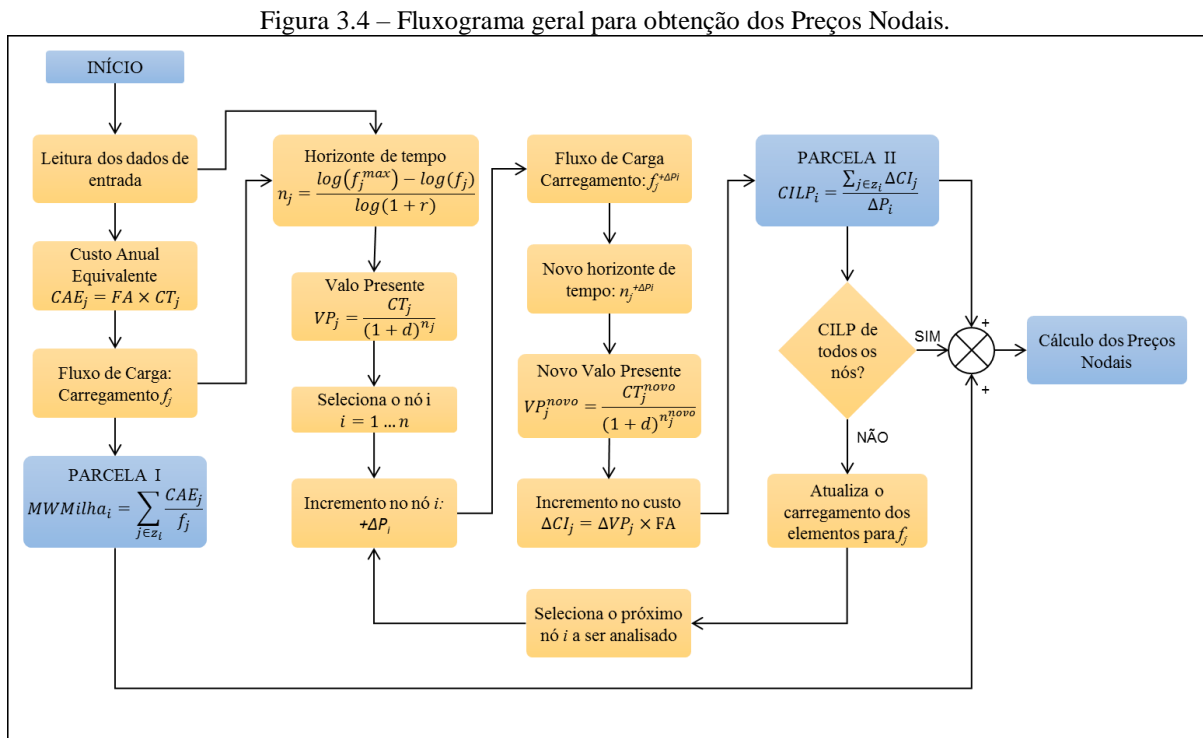 Figura 3.4 – Fluxograma geral para obtenção dos Preços Nodais.
INÍCIO
Leitura dos dados de
entrada
Custo Anual
Equivalente
CAE_j = FA × CT_j
Fluxo de Carga:
Carregamento f_j
PARCELA I
MWMilha_i = ∑_{j∈z_i} CAE_j / f_j
Horizonte de tempo
n_j = (log(f_j^{max}) − log(f_j)) / log(1 + r)
Valo Presente
VP_j = CT_j / (1 + d)^{n_j}
Seleciona o nó i
i = 1 … n
Incremento no nó i:
+ΔP_i
Fluxo de Carga
Carregamento: f_j^{+ΔPi}
Novo horizonte de
tempo: n_j^{+ΔPi}
Novo Valor Presente
VP_j^{novo} = CT_j^{novo} / (1 + d)^{n_j^{novo}}
Incremento no custo
ΔCI_j = ΔVP_j × FA
PARCELA II
CILP_i = ∑_{j∈z_i} ΔCI_j / ΔP_i
CILP de
todos os
nós?
SIM
NÃO
Atualiza o
carregamento dos
elementos para f_j
Seleciona o próximo
nó i a ser analisado
+
+
Cálculo dos Preços
Nodais